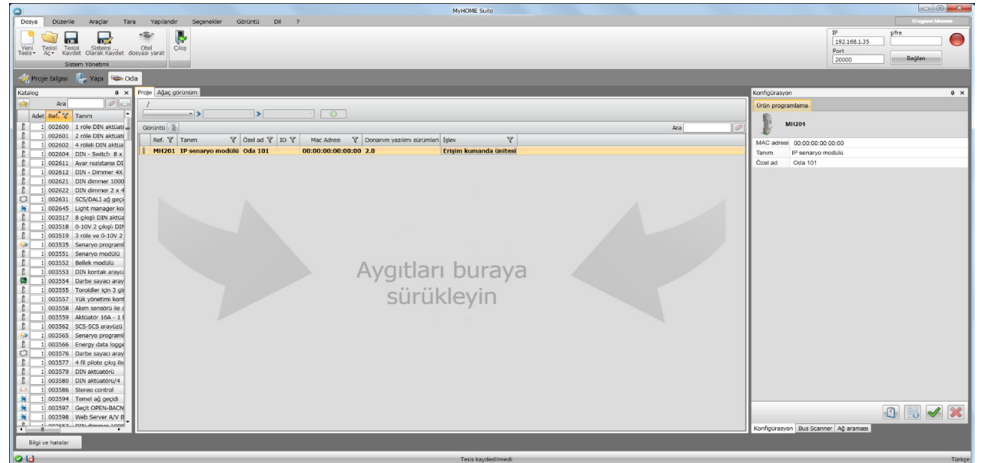 MyHOME Suite
Dosya Düzenle Araçlar Tara Yapılandır Seçenekler Görüntü Dil ?
Yeni Tesis Tesisi Aç Tesisi Kaydet Sistemi ... Olarak Kaydet Otel dosyası yarat Çıkış
Sistem Yönetimi
IP
192.168.1.35
Port
20000
şifre
Bağlan
Proje bilgisi Yapı Oda
Katalog
Ara
Adet Ref. Tanım
1 002600 1 röle DIN aktüatö
1 002601 2 röle DIN aktüatö
1 002602 4 röleli DIN aktüa
1 002604 DIN - Switch 8 x
1 002611 Ayar rezistansı DI
1 002612 DIN - Dimmer 4X
1 002621 DIN dimmer 1000
1 002622 DIN dimmer 2 x 4
1 002631 SCS/DALI ağ geçi
1 002645 Light manager ko
1 003517 8 çıkışlı DIN aktüa
1 003518 0-10V 2 çıkışlı DIN
1 003519 3 röle ve 0-10V 2
1 003535 Senaryo programl
1 003551 Senaryo modülü
1 003552 Bellek modülü
1 003553 DIN kontak arayü
1 003554 Darbe sayacı aray
1 003555 Toroidler için 3 gir
1 003557 Yük yönetimi kont
1 003558 Akım sensörü ile a
1 003559 Aktüatör 16A - 1
1 003562 SCS-SCS arayüzü
1 003565 Senaryo programl
1 003566 Energy data logge
1 003576 Darbe sayacı aray
1 003577 4 fil pilote çıkış ile
1 003579 DIN aktüatörü
1 003580 DIN aktüatörü/4
1 003586 Stereo control
1 003594 Temel ağ geçidi
1 003597 Geçit OPEN-BACN
1 003598 Web Server A/V
Proje Ağaç görünüm
/
Görüntü
Ara
Ref. Tanım Özel ad ID Mac Adresi Donanım yazılım sürümleri İşlev
MH201 IP senaryo modülü Oda 101 00:00:00:00:00:00 2.0 Erişim kumanda ünitesi
Aygıtları buraya
sürükleyin
Konfigürasyon
Ürün programlama
MH201
MAC adresi 00:00:00:00:00:00
Tanım IP senaryo modülü
Özel ad Oda 101
Konfigürasyon Bus Scanner Ağ araması
Bilgi ve hatalar
Tesis kaydedilmedi
Türkçe